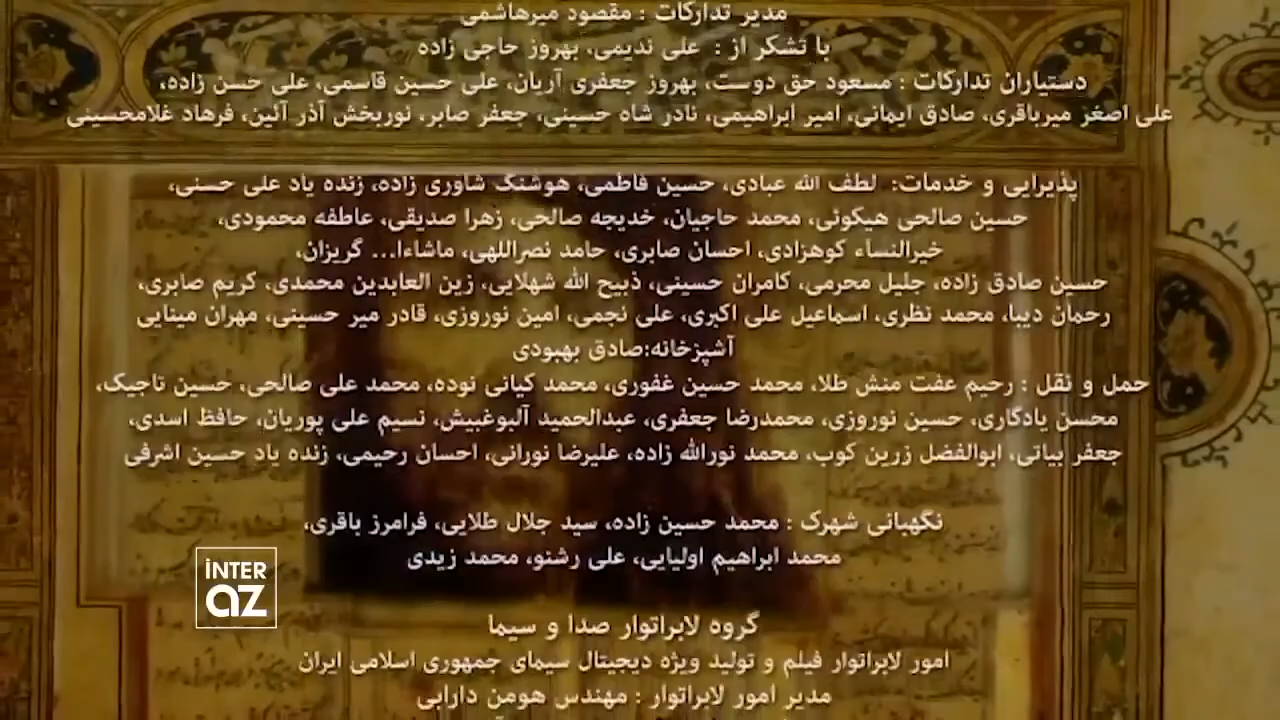 مدیر تدارکات : مقصود میرهاشمی
با تشکر از : علی ندیمی، بهروز حاجی زاده
دستیاران تدارکات : مسعود حق دوست، بهروز جعفری آریان، علی حسین قاسمی، علی حسن زاده،
علی اصغر میرباقری، صادق ایمانی، امیر ابراهیمی، نادر شاه حسینی، جعفر صابر، نوربخش آذر آئین، فرهاد غلامحسینی
پذیرایی و خدمات: لطف الله عبادی، حسین فاطمی، هوشنگ شاوری زاده، زنده یاد علی حسنی،
حسین صالحی هیکوئی، محمد حاجیان، خدیجه صالحی، زهرا صدیقی، عاطفه محمودی،
خیرالنساء کوهزادی، احسان صابری، حامد نصراللهی، ماشاءا... گریزان،
حسین صادق زاده، جلیل محرمی، کامران حسینی، ذبیح الله شهلایی، زین العابدین محمدی، کریم صابری،
رحمان دیبا، محمد نظری، اسماعیل علی اکبری، علی نجمی، امین نوروزی، قادر میر حسینی، مهران مینایی
آشپزخانه:صادق بهبودی
حمل و نقل : رحیم عفت منش طلا، محمد حسین غفوری، محمد کیانی نوده، محمد علی صالحی، حسین تاجیک،
محسن یادگاری، حسین نوروزی، محمدرضا جعفری، عبدالحمید آلبوغبیش، نسیم علی پوریان، حافظ اسدی،
جعفر بیاتی، ابوالفضل زرین کوب، محمد نورالله زاده، علیرضا نورانی، احسان رحیمی، زنده یاد حسین اشرفی
نگهبانی شهرک : محمد حسین زاده، سید جلال طلایی، فرامرز باقری،
محمد ابراهیم اولیایی، علی رشنو، محمد زیدی
İNTER
az
گروه لابراتوار صدا و سیما
امور لابراتوار فیلم و تولید ویژه دیجیتال سیمای جمهوری اسلامی ایران
مدیر امور لابراتوار : مهندس هومن دارابی